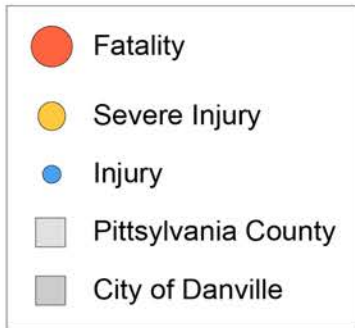 Fatality
Severe Injury
Injury
Pittsylvania County
City of Danville